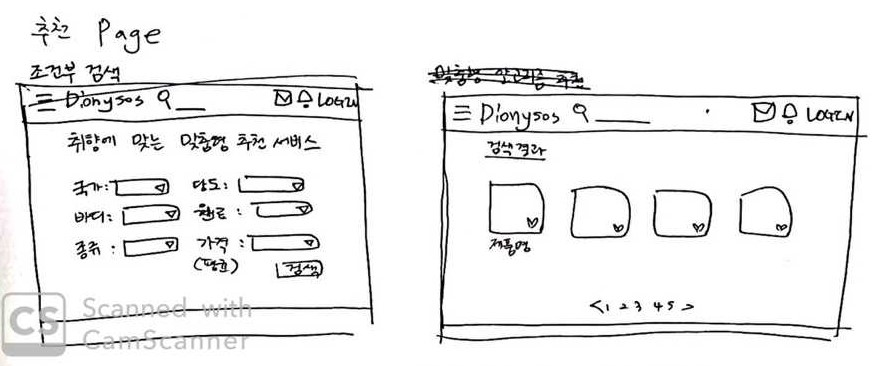 추천 Page
조건부 검색
Dionysos LOGIN
취향에 맞는 맞춤형 추천 서비스
국가: 당도:
바디: 원료:
종류: 가격:
(평균) 검색
Dionysos LOGIN
검색결과
제품명
<1 2 3 4 5 >
CS Scanned with
CamScanner